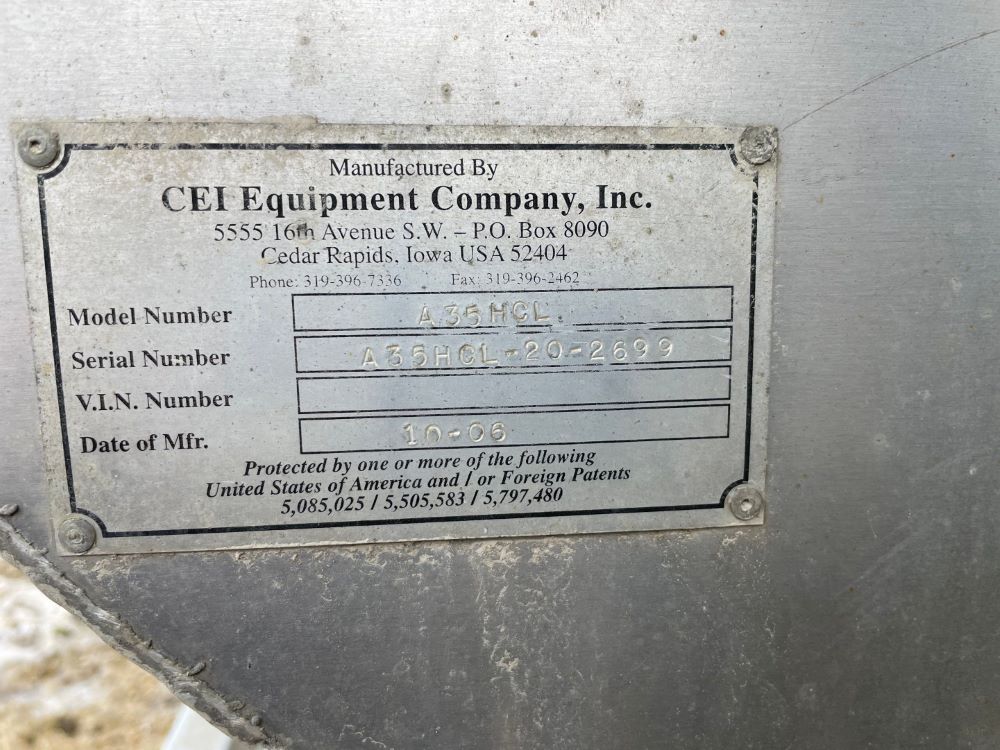 Manufactured By
CEI Equipment Company, Inc.
5555 16th Avenue S.W. – P.O. Box 8090
Cedar Rapids, Iowa USA 52404
Phone: 319-396-7336 Fax: 319-396-2462
Model Number A35HCL
Serial Number A35HCL-20-2699
V.I.N. Number
Date of Mfr. 10-06
Protected by one or more of the following
United States of America and / or Foreign Patents
5,085,025 / 5,505,583 / 5,797,480